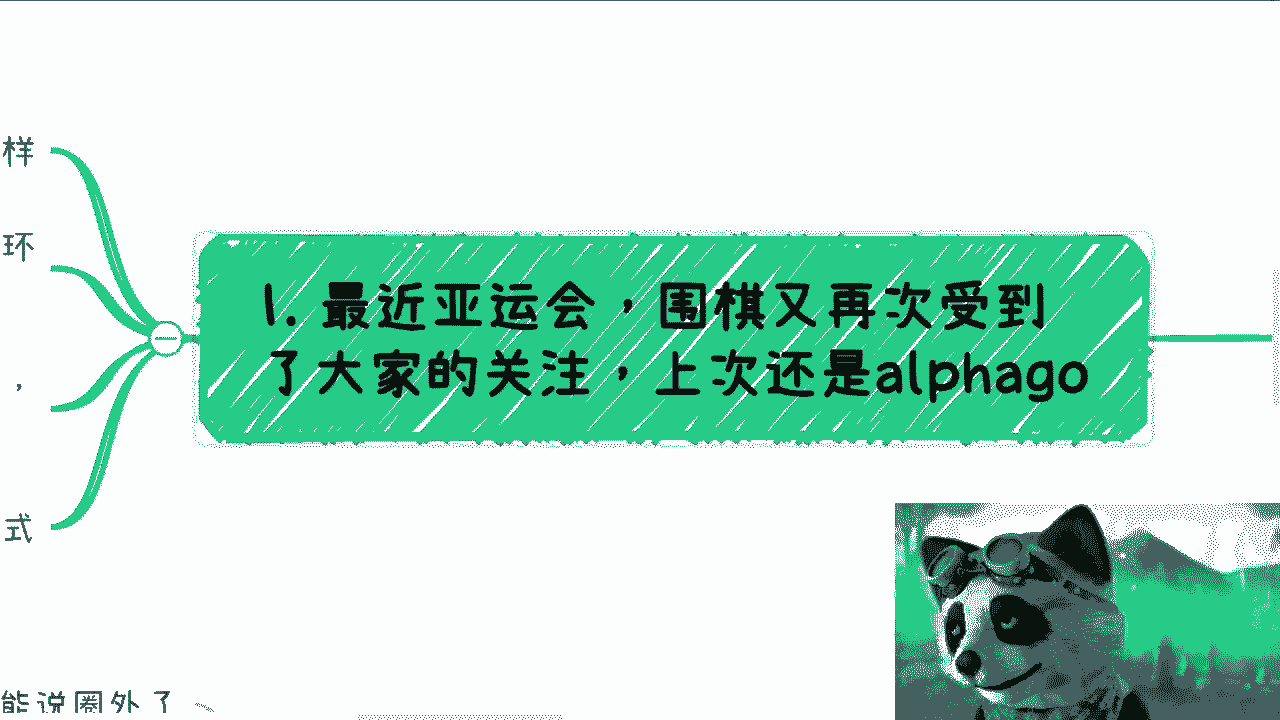 样
环
1. 最近亚运会，围棋又再次受到
了大家的关注，上次还是alphago
，
式
能说圈外了